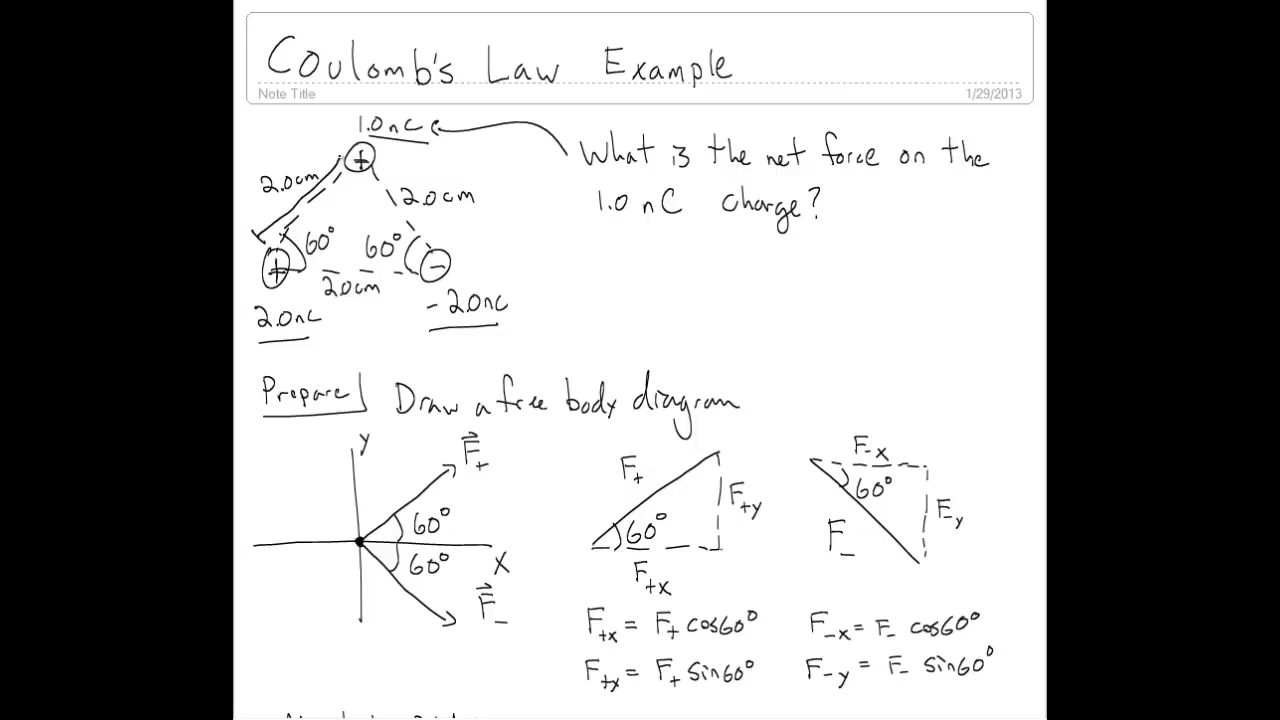 Coulomb's Law Example
Note Title
1/29/2013
1.0nC
What is the net force on the
1.0 nC charge?
+
2.0cm
2.0cm
60°
60°
+
−
2.0cm
2.0nC
−2.0nC
Prepare
Draw a free body diagram
y
F₊
60°
60°
x
F₋
F₊
60°
F₊y
F₊x
F₋x
60°
F₋
F₋y
F₊x = F₊ cos60°
F₊x = F₊ sin60°
F₋x = F₋ cos60°
F₋y = F₋ sin60°